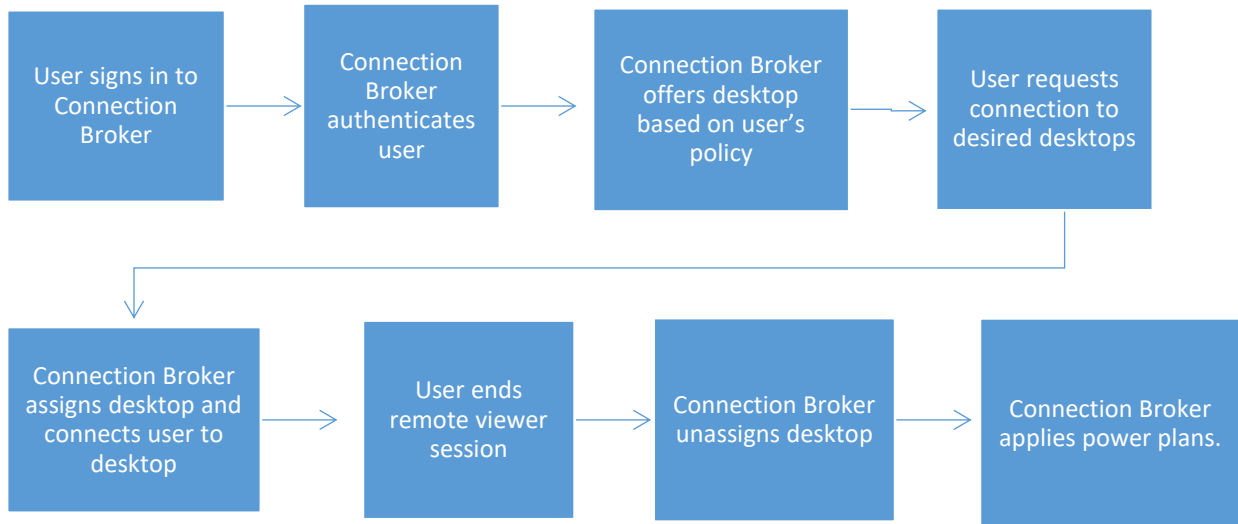 User signs in to
Connection
Broker
Connection
Broker
authenticates
user
Connection Broker
offers desktop
based on user’s
policy
User requests
connection to
desired desktops
Connection Broker
assigns desktop and
connects user to
desktop
User ends
remote viewer
session
Connection Broker
unassigns desktop
Connection Broker
applies power plans.